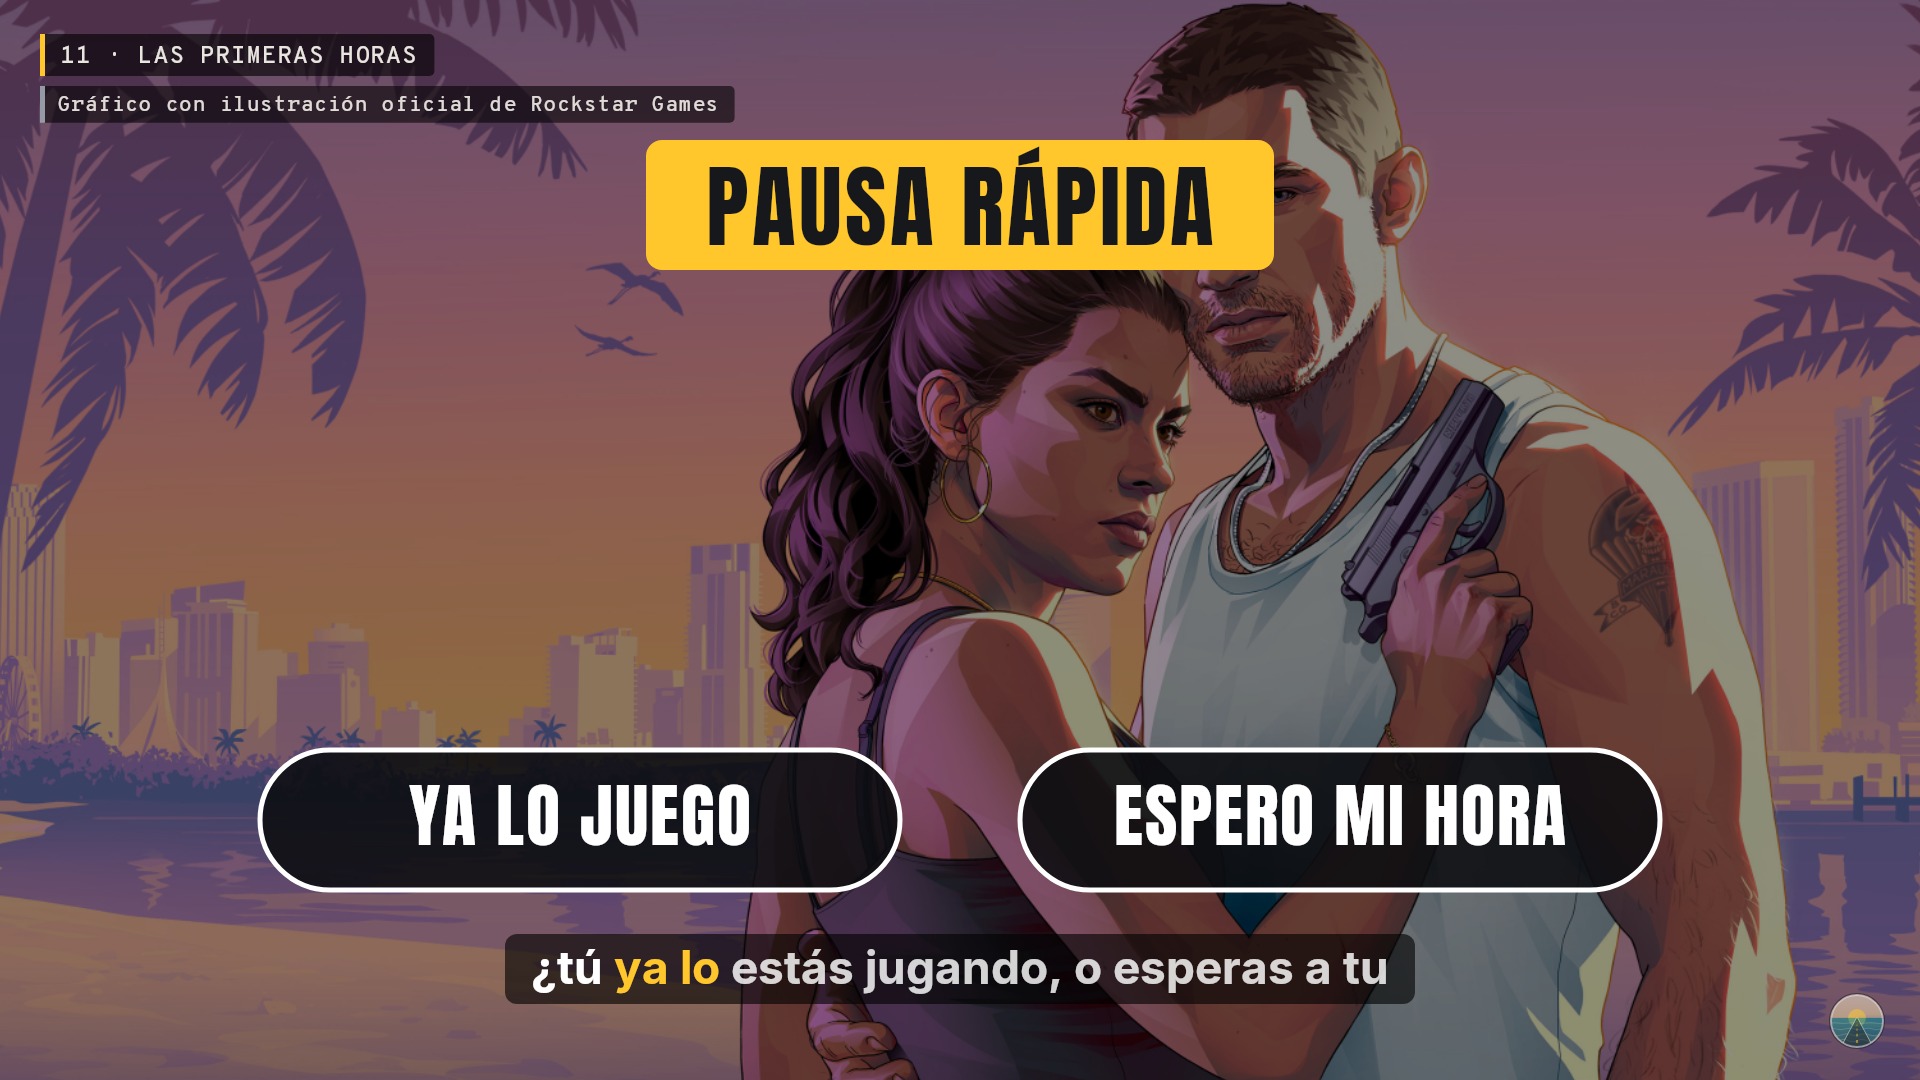 11 · LAS PRIMERAS HORAS
Gráfico con ilustración oficial de Rockstar Games
PAUSA RÁPIDA
YA LO JUEGO
ESPERO MI HORA
¿tú ya lo estás jugando, o esperas a tu